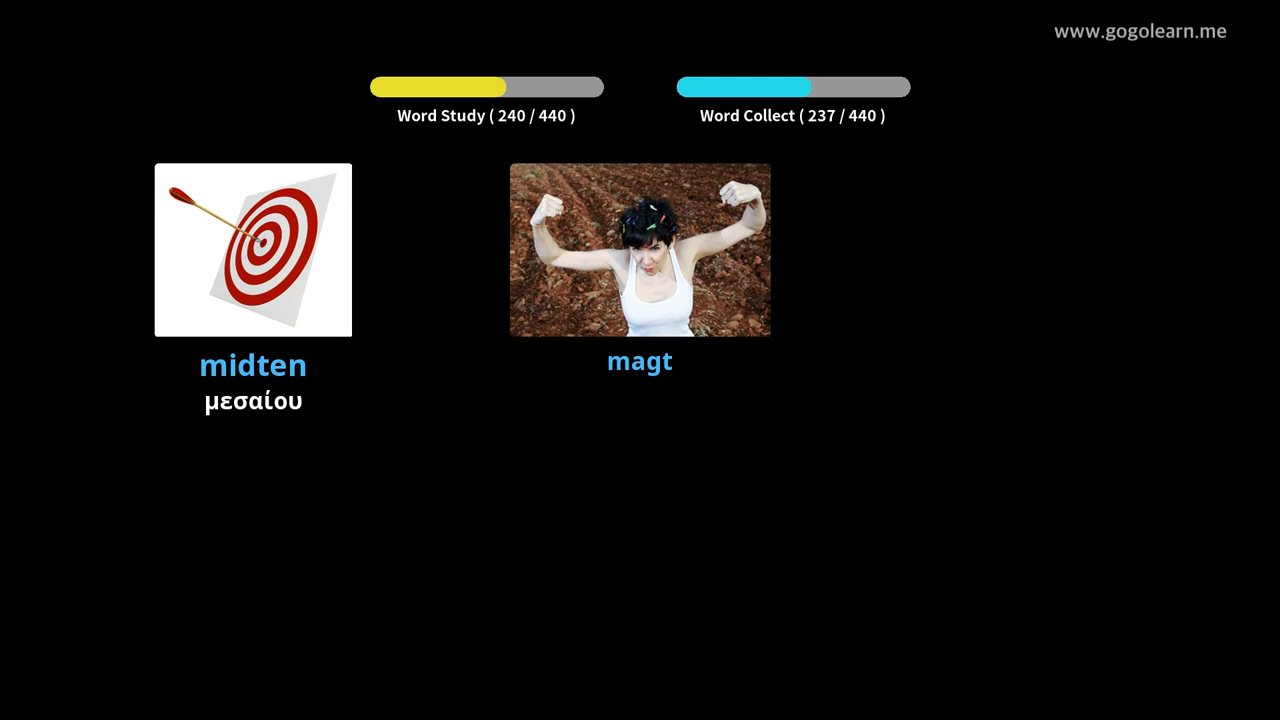 www.gogolearn.me
Word Study ( 240 / 440 )
Word Collect ( 237 / 440 )
midten
μεσαίου
magt